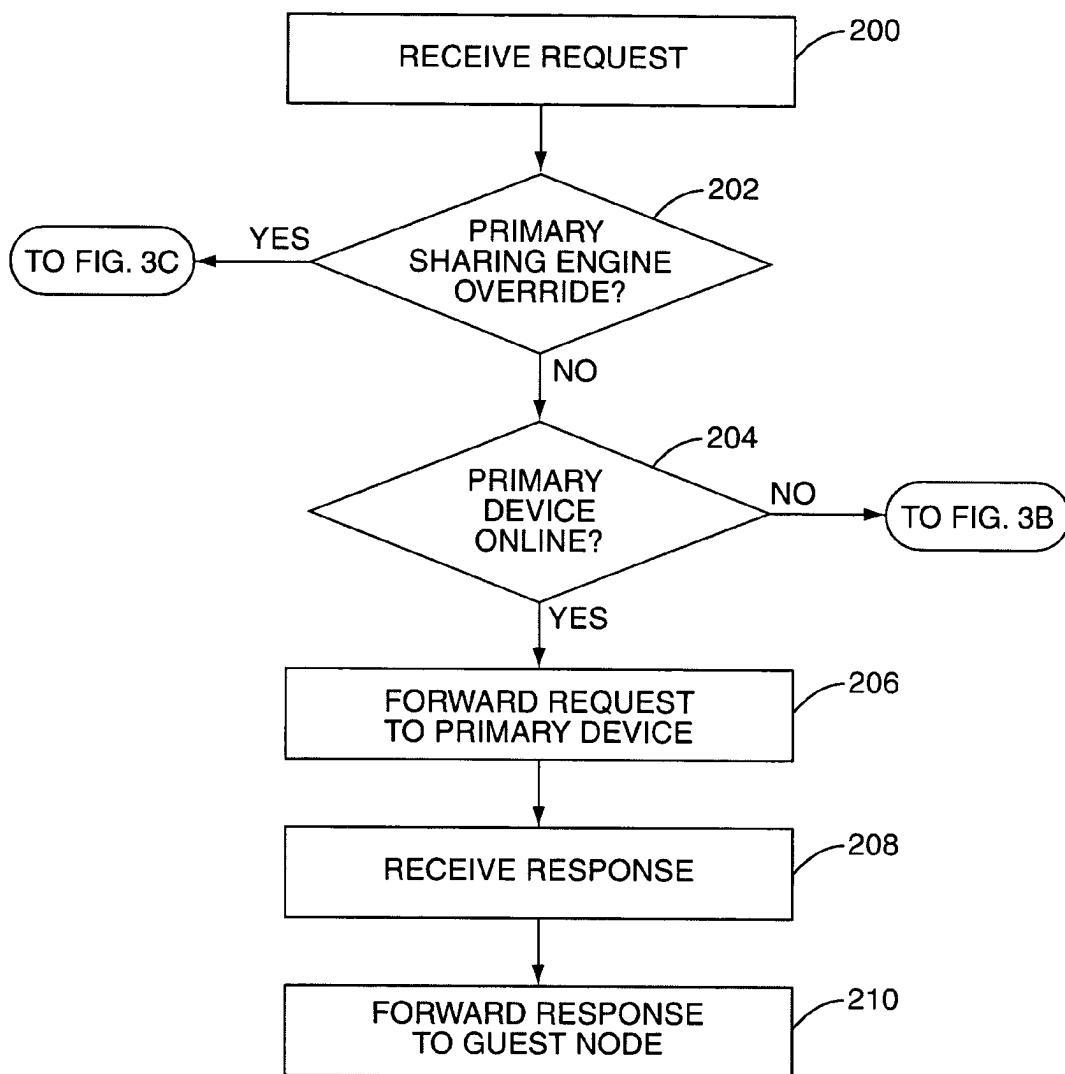 RECEIVE REQUEST
200
202
PRIMARY
SHARING ENGINE
OVERRIDE?
YES
TO FIG. 3C
NO
204
PRIMARY
DEVICE
ONLINE?
NO
TO FIG. 3B
YES
FORWARD REQUEST
TO PRIMARY DEVICE
206
RECEIVE RESPONSE
208
FORWARD RESPONSE
TO GUEST NODE
210